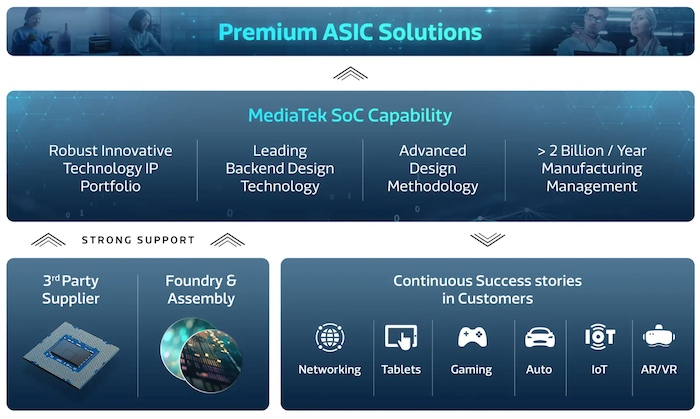 Premium ASIC Solutions
MediaTek SoC Capability
Robust Innovative
Technology IP
Portfolio
Leading
Backend Design
Technology
Advanced
Design
Methodology
> 2 Billion / Year
Manufacturing
Management
STRONG SUPPORT
3rd Party
Supplier
Foundry &
Assembly
Continuous Success stories
in Customers
IoT
Networking
Tablets
Gaming
Auto
IoT
AR/VR